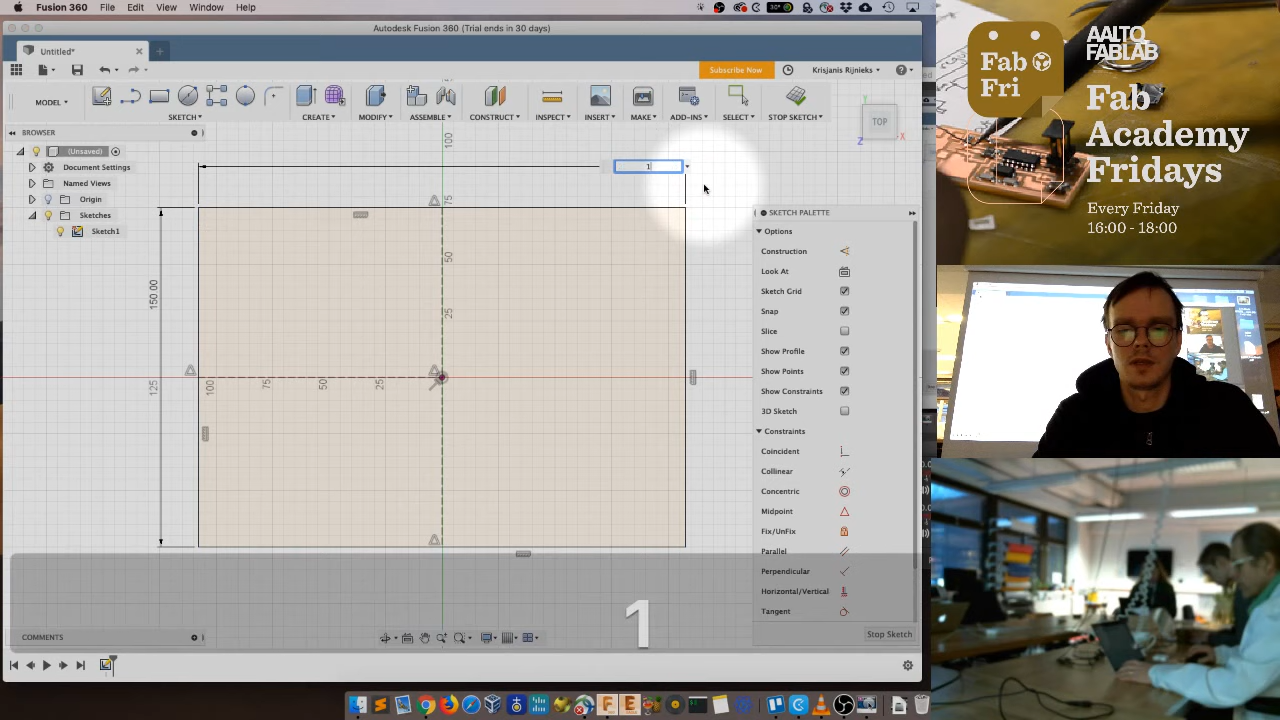 Fusion 360 File Edit View Window Help
30°
Autodesk Fusion 360 (Trial ends in 30 days)
Untitled*
Subscribe Now
Krisjanis Rijnieks
MODEL
SKETCH
CREATE
MODIFY
ASSEMBLE
CONSTRUCT
INSPECT
INSERT
MAKE
ADD-INS
SELECT
STOP SKETCH
BROWSER
(Unsaved)
Document Settings
Named Views
Origin
Sketches
Sketch1
TOP
X
Y
Z
1
150.00
100
75
50
25
125
100
75
50
25
SKETCH PALETTE
Options
Construction
Look At
Sketch Grid
Snap
Slice
Show Profile
Show Points
Show Constraints
3D Sketch
Constraints
Coincident
Collinear
Concentric
Midpoint
Fix/UnFix
Parallel
Perpendicular
Horizontal/Vertical
Tangent
Stop Sketch
1
COMMENTS
Fab
Fri
AALTO
FABLAB
Fab
Academy
Fridays
Every Friday
16:00 - 18:00